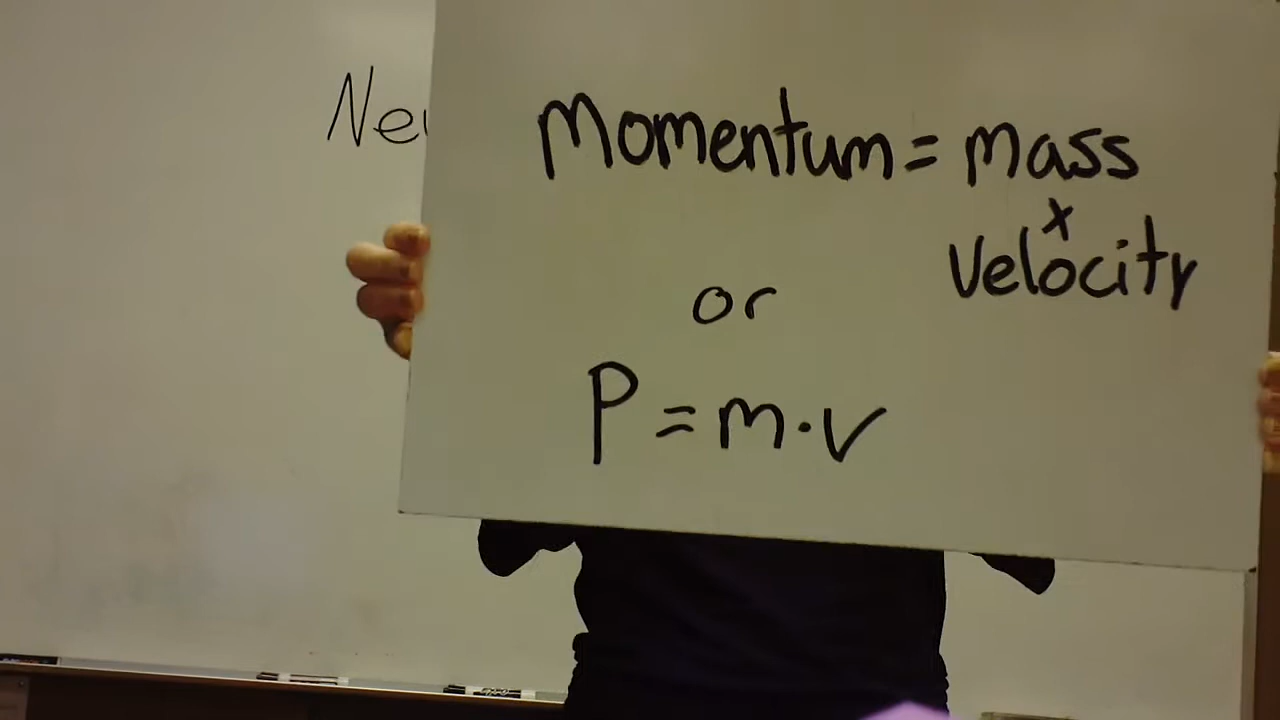 Momentum = mass
x
velocity
or
P = m · v